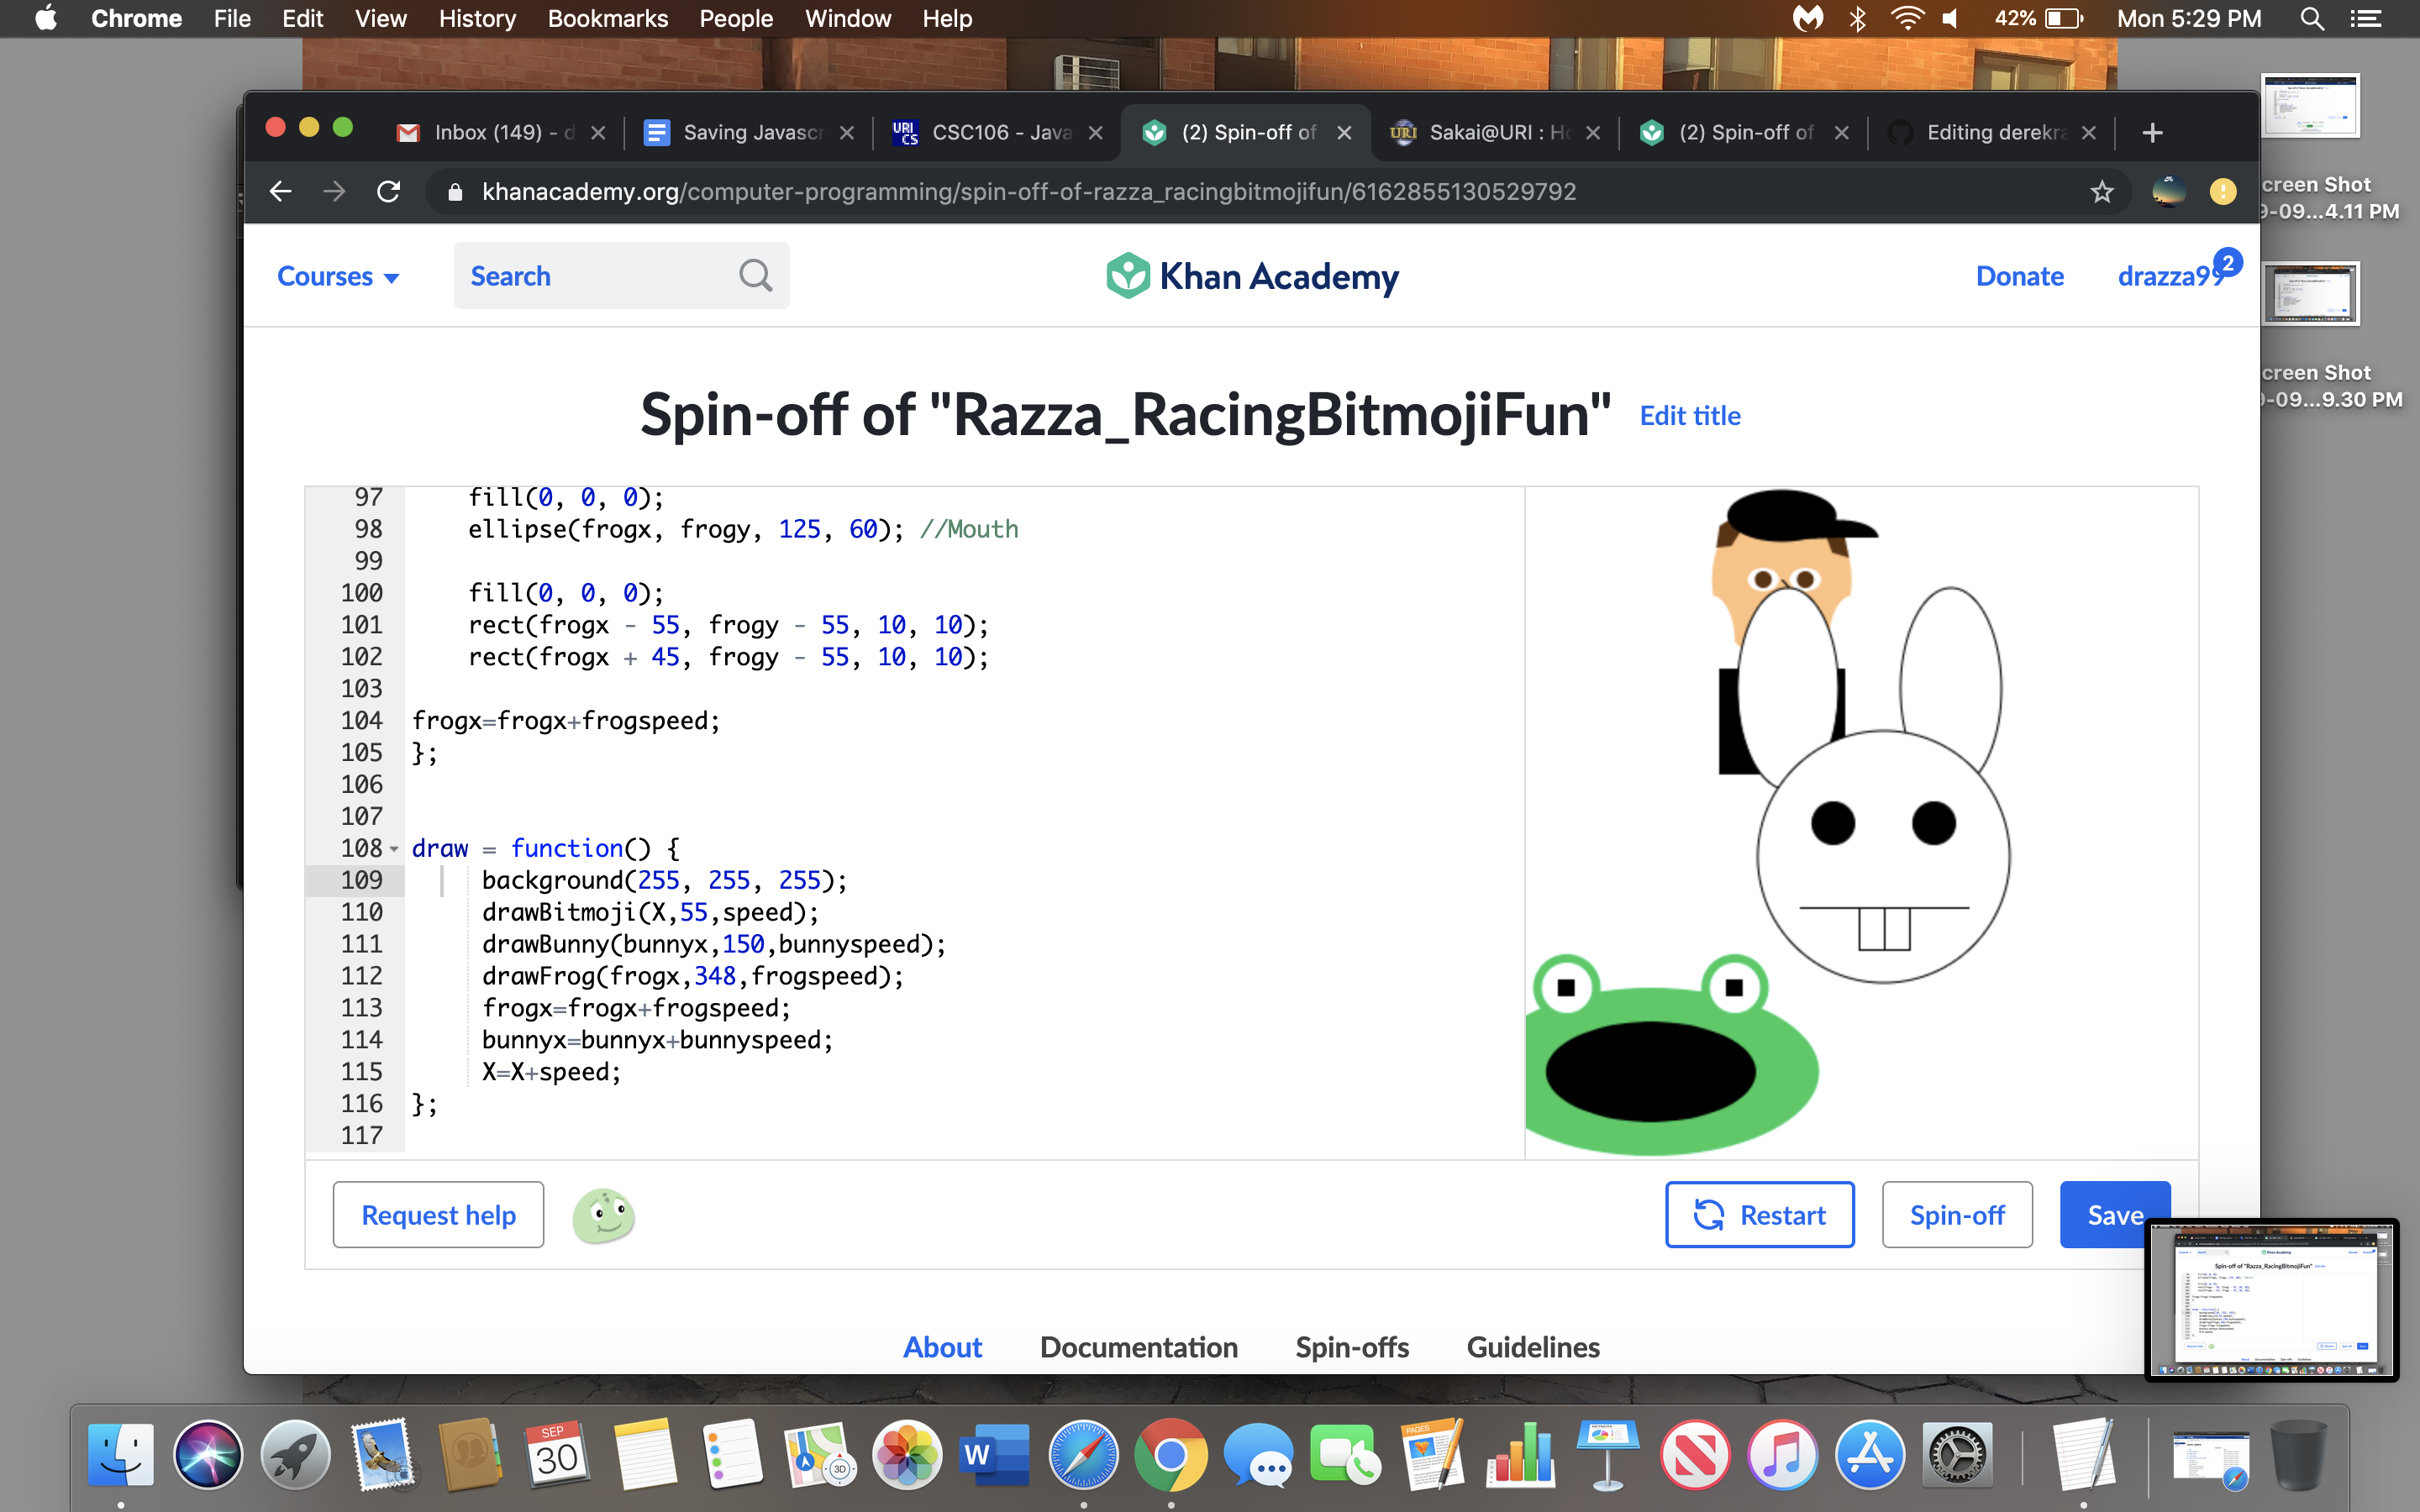 Chrome File Edit View History Bookmarks People Window Help 42% Mon 5:29 PM
Inbox (149) - d Saving Javascr CSC106 - Java (2) Spin-off of Sakai@URI : Ho (2) Spin-off of Editing derekra
khanacademy.org/computer-programming/spin-off-of-razza_racingbitmojifun/6162855130529792
creen Shot
9-09...4.11 PM
creen Shot
9-09...9.30 PM
Courses Search Khan Academy Donate drazza99 2
Spin-off of "Razza_RacingBitmojiFun" Edit title
97 fill(0, 0, 0);
98 ellipse(frogx, frogy, 125, 60); //Mouth
99
100 fill(0, 0, 0);
101 rect(frogx - 55, frogy - 55, 10, 10);
102 rect(frogx + 45, frogy - 55, 10, 10);
103
104 frogx=frogx+frogspeed;
105 };
106
107
108 draw = function() {
109 background(255, 255, 255);
110 drawBitmoji(X,55,speed);
111 drawBunny(bunnyx,150,bunnyspeed);
112 drawFrog(frogx,348,frogspeed);
113 frogx=frogx+frogspeed;
114 bunnyx=bunnyx+bunnyspeed;
115 X=X+speed;
116 };
117
Request help Restart Spin-off Save
About Documentation Spin-offs Guidelines
SEP
30
3D
W
PAGES